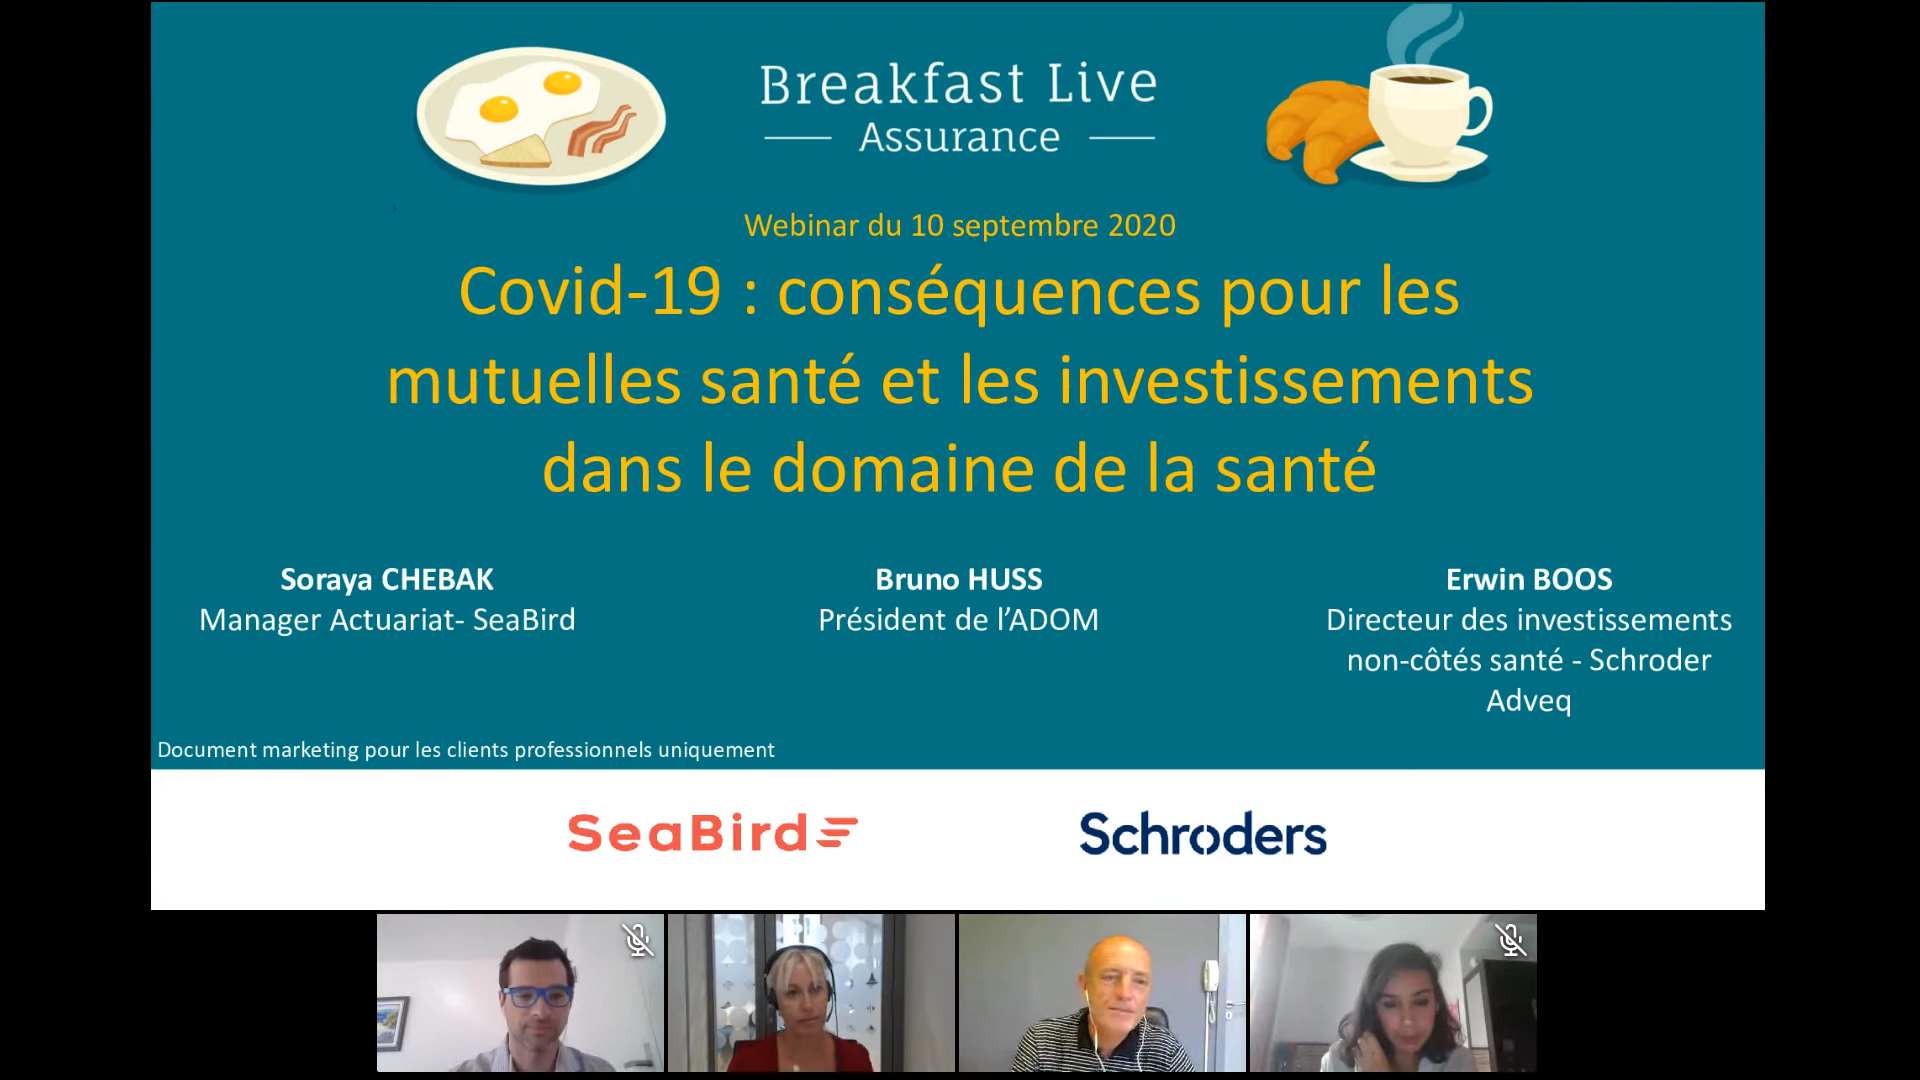 Breakfast Live
Assurance
Webinar du 10 septembre 2020
Covid-19 : conséquences pour les
mutuelles santé et les investissements
dans le domaine de la santé
Soraya CHEBAK
Manager Actuariat- SeaBird
Bruno HUSS
Président de l’ADOM
Erwin BOOS
Directeur des investissements
non-côtés santé - Schroder
Adveq
Document marketing pour les clients professionnels uniquement
SeaBird
Schroders